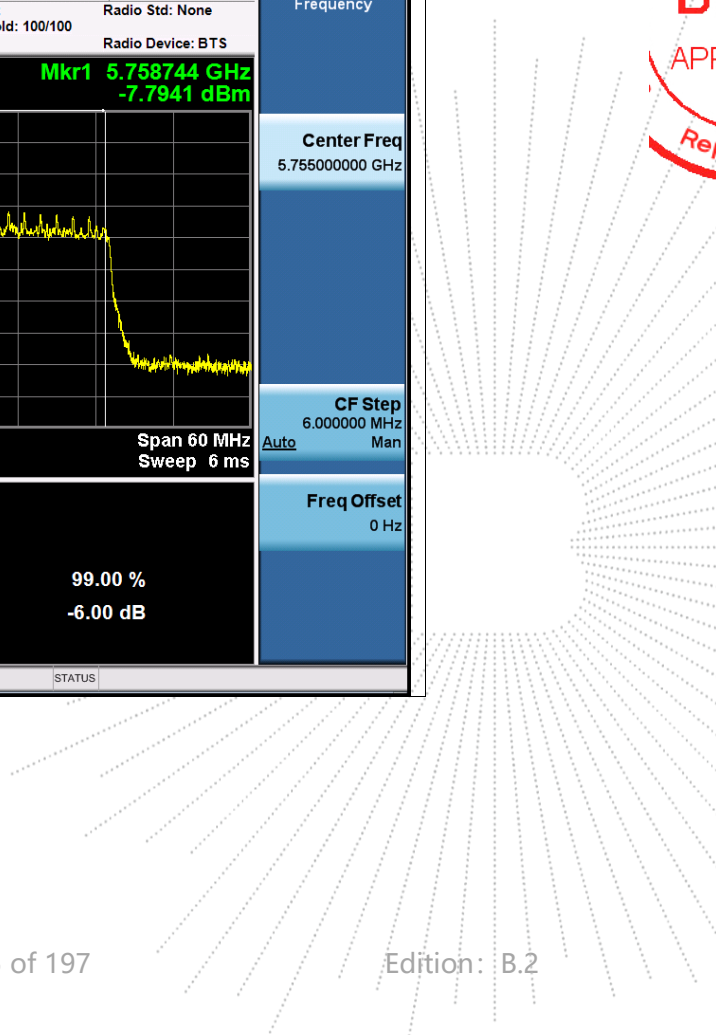 Frequency
Radio Std: None
ld: 100/100
Radio Device: BTS
Mkr1 5.758744 GHz
-7.7941 dBm
Center Freq
5.755000000 GHz
CF Step
6.000000 MHz
Auto Man
Span 60 MHz
Sweep 6 ms
Freq Offset
0 Hz
99.00 %
-6.00 dB
STATUS
of 197
Edition: B.2
B
APP
Rep